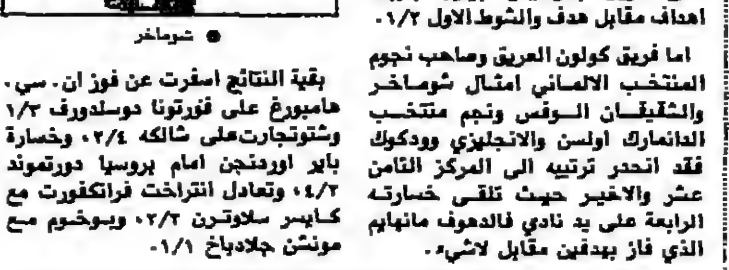 اهداف مقابل هدف والشوط الاول ١/٢٠
اما فريق كولون العريق وصاهب نجوم
المنتخب الالماني امثال شوماخر
والشقيقان الوفس ونجم منتخب
الدانمارك اولسن والانجليزي وودكوك
فقد انحدر ترتيبه الى المركز الثامن
عشر والاخير حيث تلقى خسارته
الرابعة على يد نادي فالدهوف مانهايم
الذي فاز بهدفين مقابل لاشيء.
● شوماخر
بقية النتائج اسفرت عن فوز ان. سي.
هامبورغ على فورتونا دوسلدورف ١/٣
وشتوتجارت على شالكه ٢/٤، وخسارة
باير اوردنجن امام بروسيا دورتموند
٤/٢، وتعادل انتراخت فرانكفورت مع
كايسر سلاوترن ٢/٢، وبوخوم مع
مونشن جلادباخ ١/١.